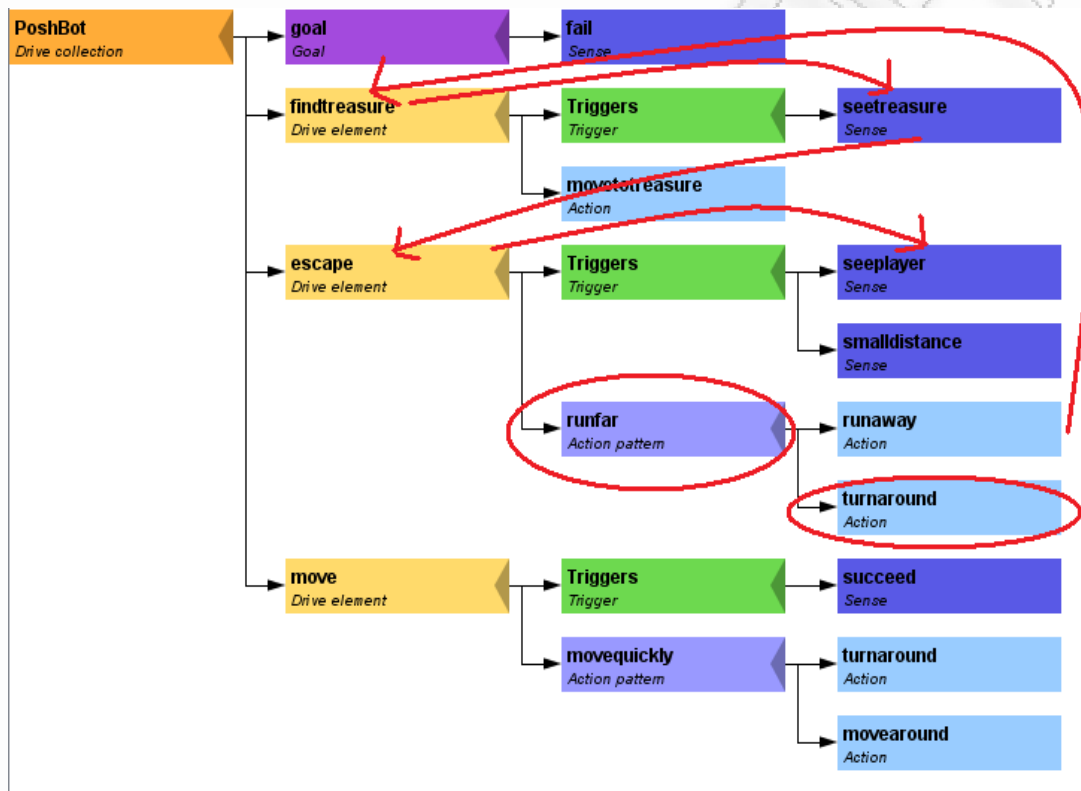 PoshBot
Drive collection
goal
Goal
fail
Sense
findtreasure
Drive element
Triggers
Trigger
seetreasure
Sense
movetotreasure
Action
escape
Drive element
Triggers
Trigger
seeplayer
Sense
smalldistance
Sense
runfar
Action pattern
runaway
Action
turnaround
Action
move
Drive element
Triggers
Trigger
succeed
Sense
movequickly
Action pattern
turnaround
Action
movearound
Action